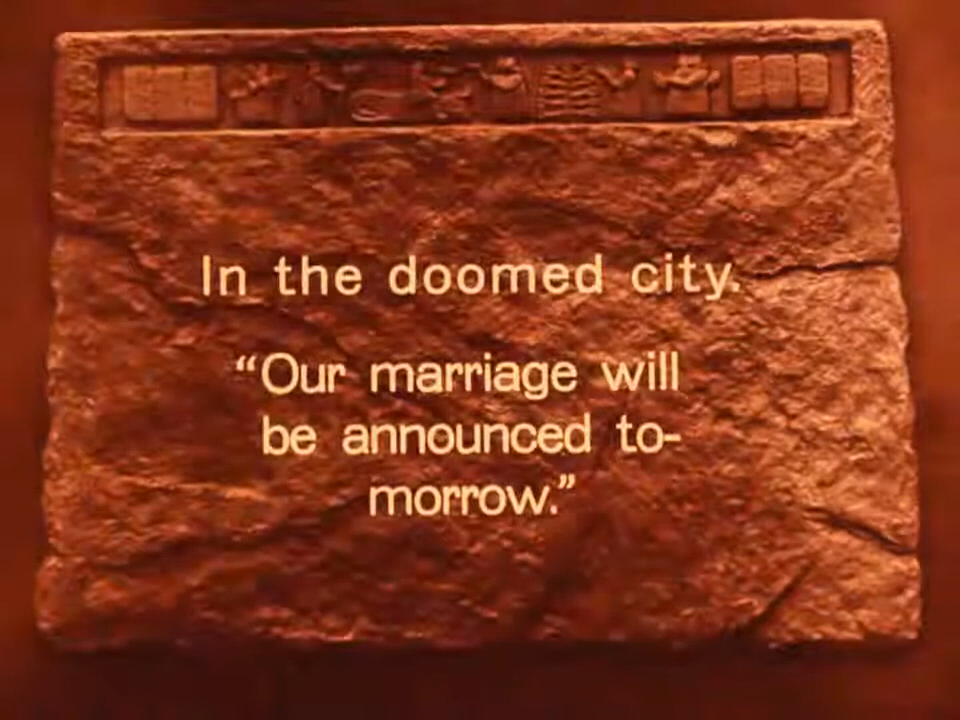 In the doomed city.
“Our marriage will
be announced to-
morrow.”